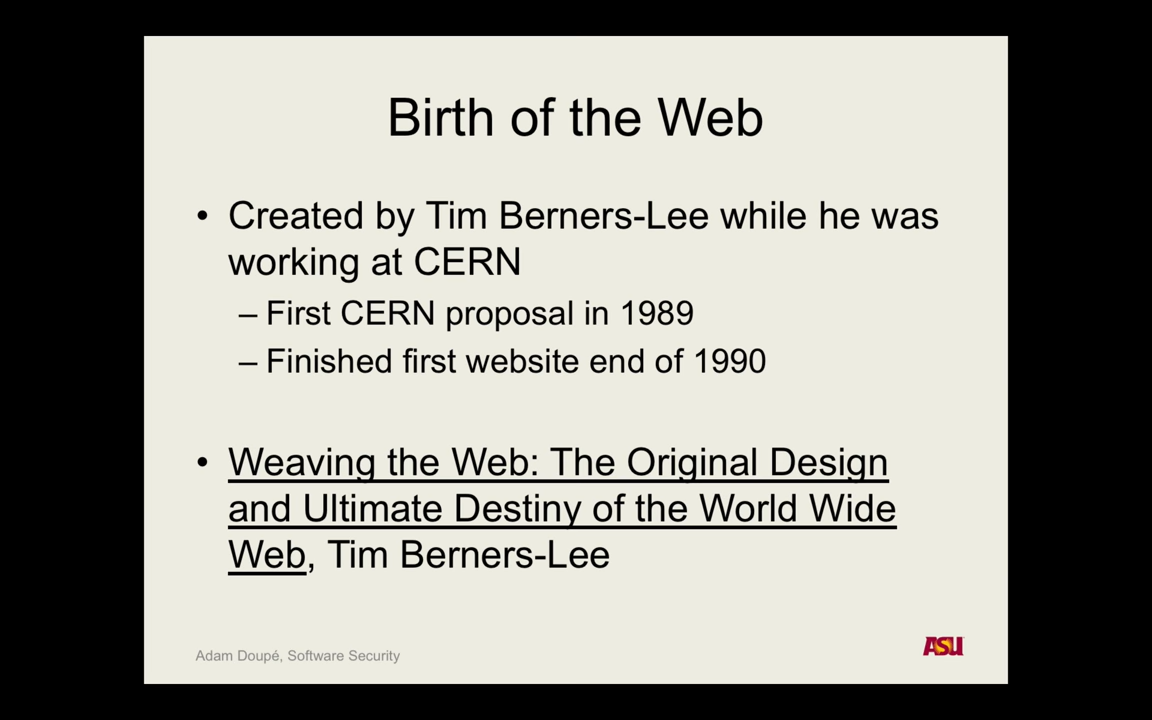 Birth of the Web
• Created by Tim Berners-Lee while he was
working at CERN
– First CERN proposal in 1989
– Finished first website end of 1990
• Weaving the Web: The Original Design
and Ultimate Destiny of the World Wide
Web, Tim Berners-Lee
Adam Doupé, Software Security
ASU